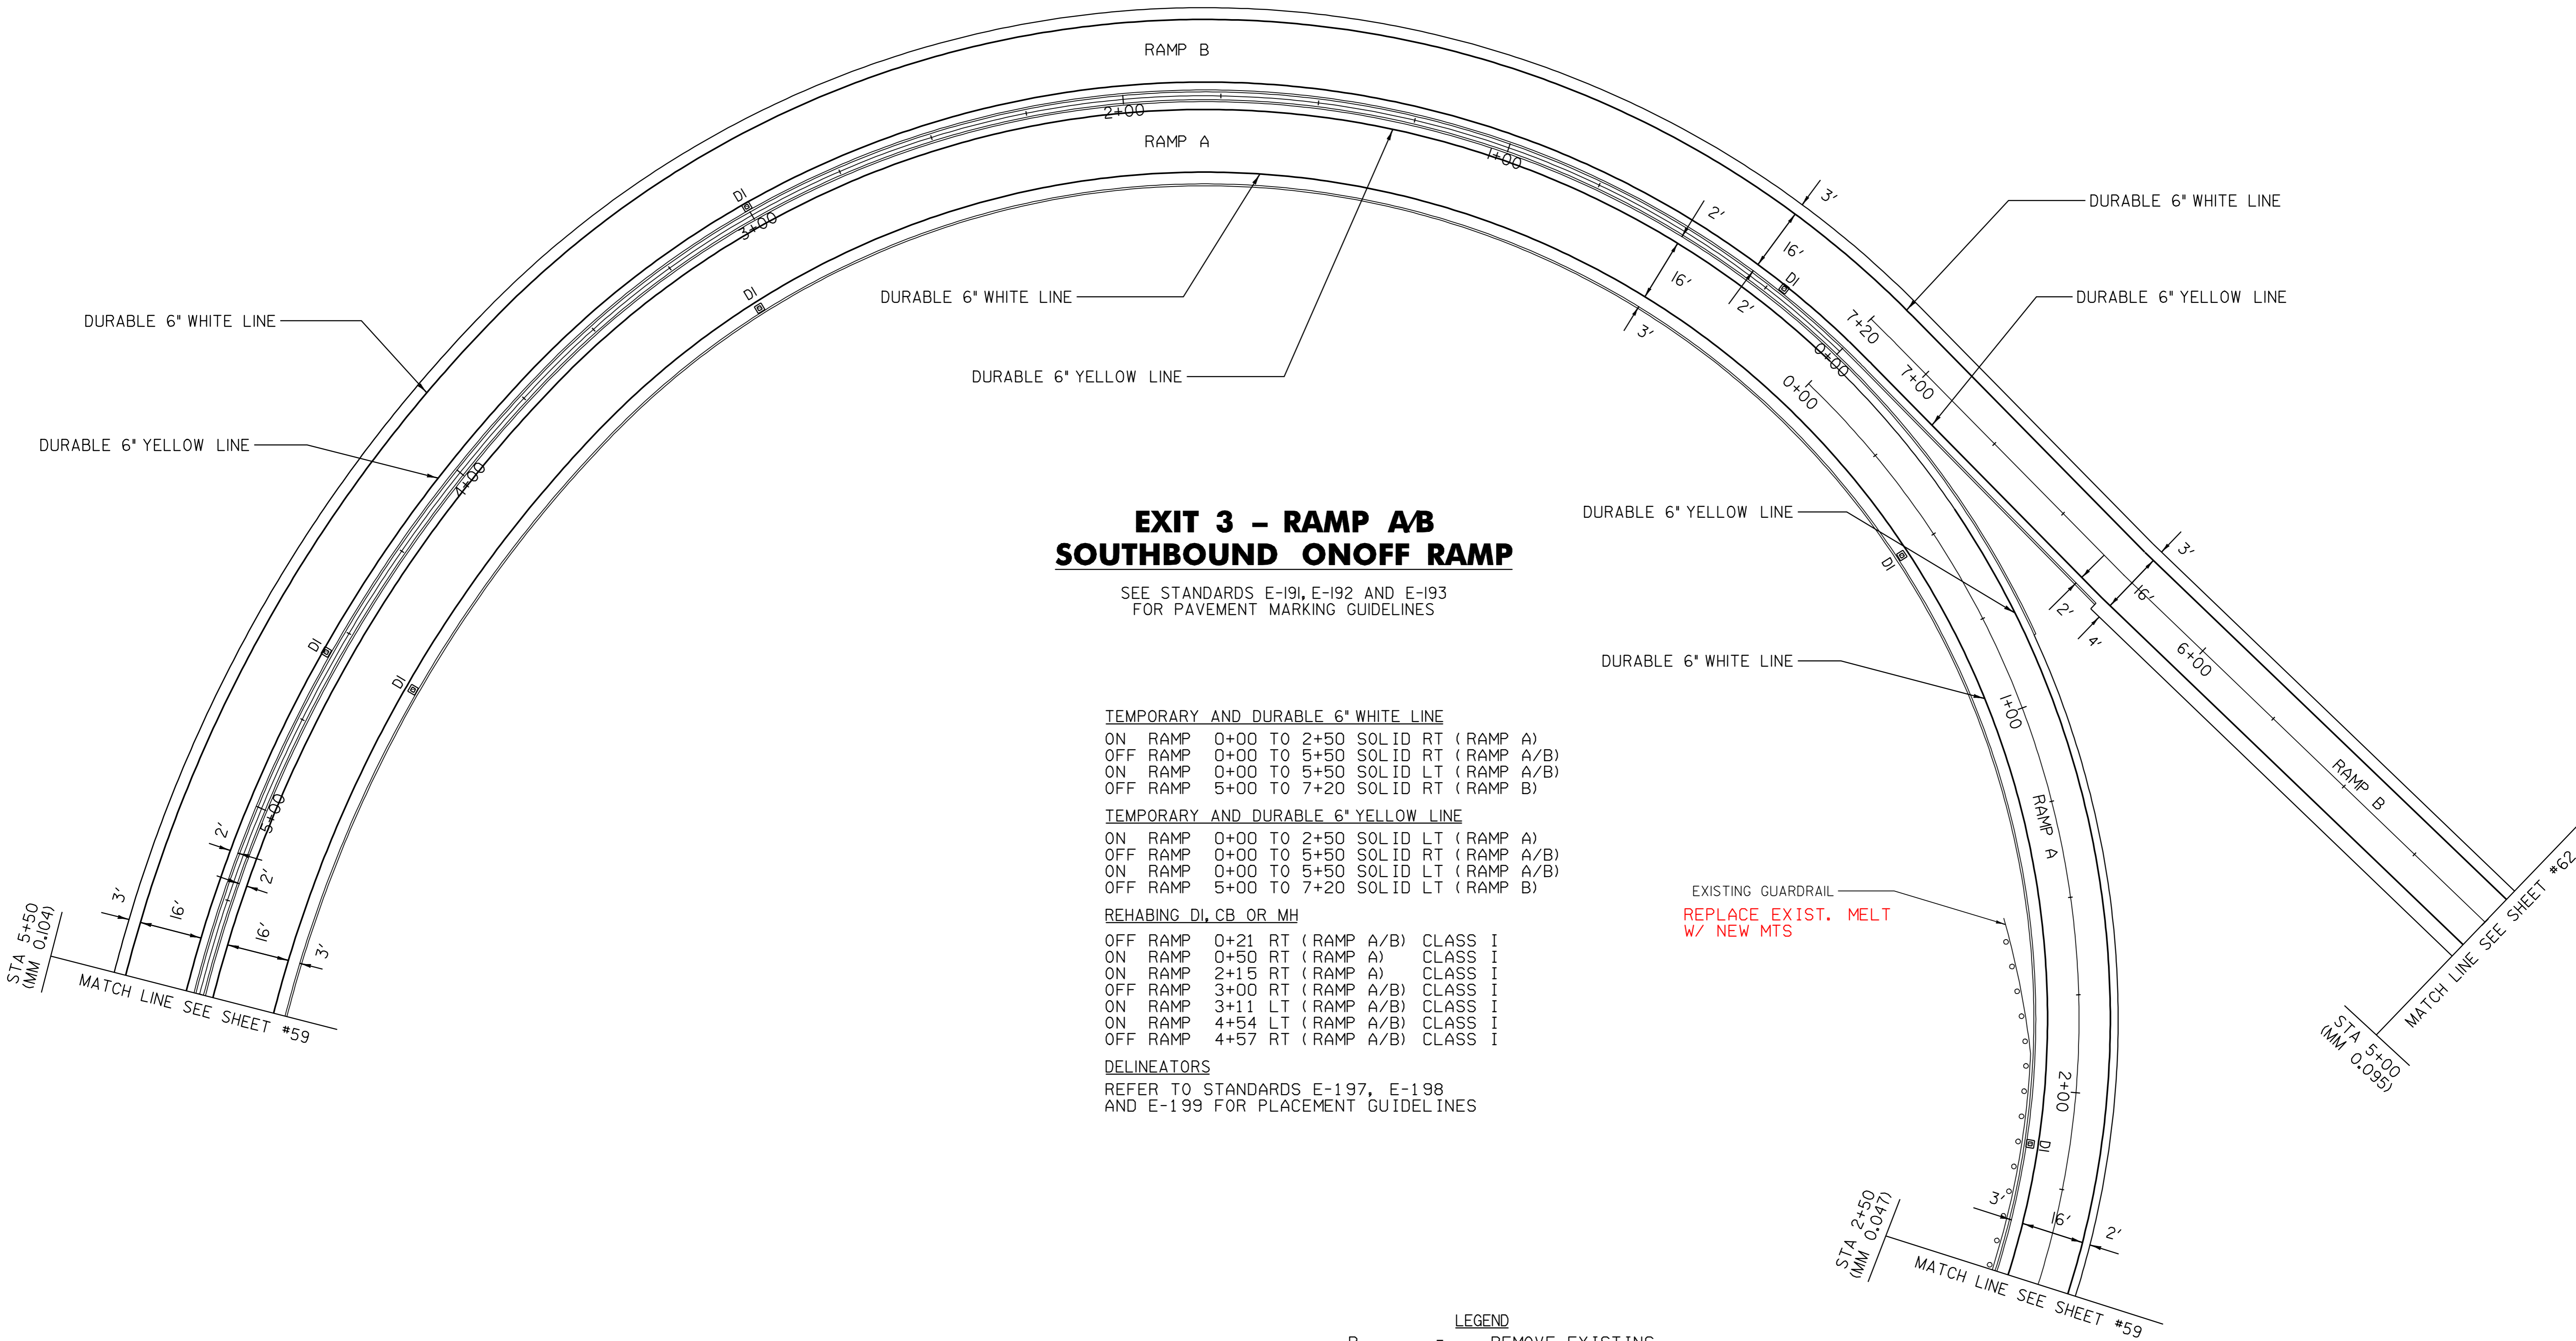 RAMP B
2+00
RAMP A
1+00
DI
3+00
DI
3'
2'
16'
16'
2'
3'
DI
DURABLE 6" WHITE LINE
DURABLE 6" WHITE LINE
DURABLE 6" YELLOW LINE
DURABLE 6" WHITE LINE
DURABLE 6" YELLOW LINE
DURABLE 6" YELLOW LINE
7+20
7+00
0+00
0+00
4+00
EXIT 3 – RAMP A/B
SOUTHBOUND ONOFF RAMP
SEE STANDARDS E-191, E-192 AND E-193
FOR PAVEMENT MARKING GUIDELINES
DURABLE 6" YELLOW LINE
DI
3'
16'
2'
4'
6+00
DI
DI
DURABLE 6" WHITE LINE
1+00
RAMP A
RAMP B
TEMPORARY AND DURABLE 6" WHITE LINE
ON RAMP 0+00 TO 2+50 SOLID RT (RAMP A)
OFF RAMP 0+00 TO 5+50 SOLID RT (RAMP A/B)
ON RAMP 0+00 TO 5+50 SOLID LT (RAMP A/B)
OFF RAMP 5+00 TO 7+20 SOLID RT (RAMP B)
TEMPORARY AND DURABLE 6" YELLOW LINE
ON RAMP 0+00 TO 2+50 SOLID LT (RAMP A)
OFF RAMP 0+00 TO 5+50 SOLID RT (RAMP A/B)
ON RAMP 0+00 TO 5+50 SOLID LT (RAMP A/B)
OFF RAMP 5+00 TO 7+20 SOLID LT (RAMP B)
REHABING DI, CB OR MH
OFF RAMP 0+21 RT (RAMP A/B) CLASS I
ON RAMP 0+50 RT (RAMP A) CLASS I
ON RAMP 2+15 RT (RAMP A) CLASS I
OFF RAMP 3+00 RT (RAMP A/B) CLASS I
ON RAMP 3+11 LT (RAMP A/B) CLASS I
ON RAMP 4+54 LT (RAMP A/B) CLASS I
OFF RAMP 4+57 RT (RAMP A/B) CLASS I
DELINEATORS
REFER TO STANDARDS E-197, E-198
AND E-199 FOR PLACEMENT GUIDELINES
5+00
2'
2'
3'
16'
16'
3'
STA 5+50
(MM 0.104)
MATCH LINE SEE SHEET #59
EXISTING GUARDRAIL
REPLACE EXIST. MELT
W/ NEW MTS
MATCH LINE SEE SHEET #62
STA 5+00
(MM 0.095)
2+00
DI
3'
16'
2'
STA 2+50
(MM 0.047)
MATCH LINE SEE SHEET #59
LEGEND